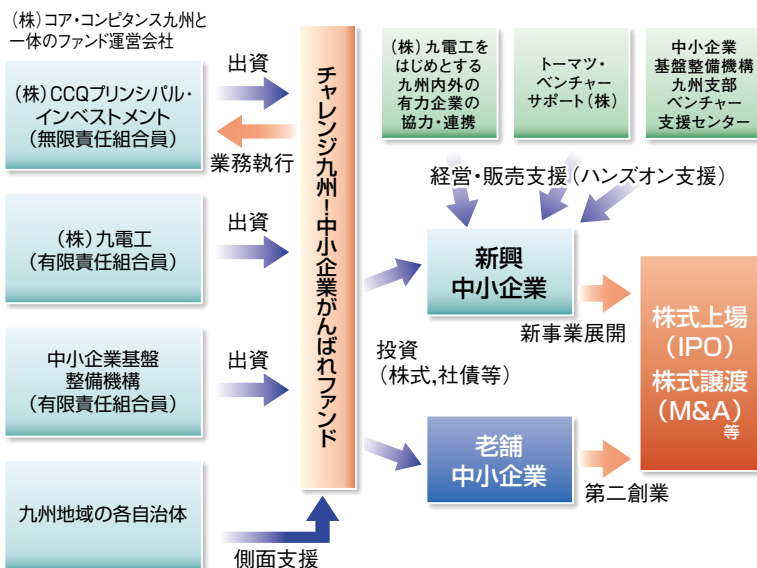 （株）コア・コンピタンス九州と
一体のファンド運営会社
（株）CCQプリンシパル・
インベストメント
（無限責任組合員）
出資
業務執行
（株）九電工
（有限責任組合員）
出資
中小企業基盤
整備機構
（有限責任組合員）
出資
九州地域の各自治体
側面支援
チャレンジ九州！中小企業がんばれファンド
（株）九電工を
はじめとする
九州内外の
有力企業の
協力・連携
トーマツ・
ベンチャー
サポート（株）
中小企業
基盤整備機構
九州支部
ベンチャー
支援センター
経営・販売支援（ハンズオン支援）
投資
（株式,社債等）
新興
中小企業
新事業展開
老舗
中小企業
第二創業
株式上場
（IPO）
株式譲渡
（M&A）
等